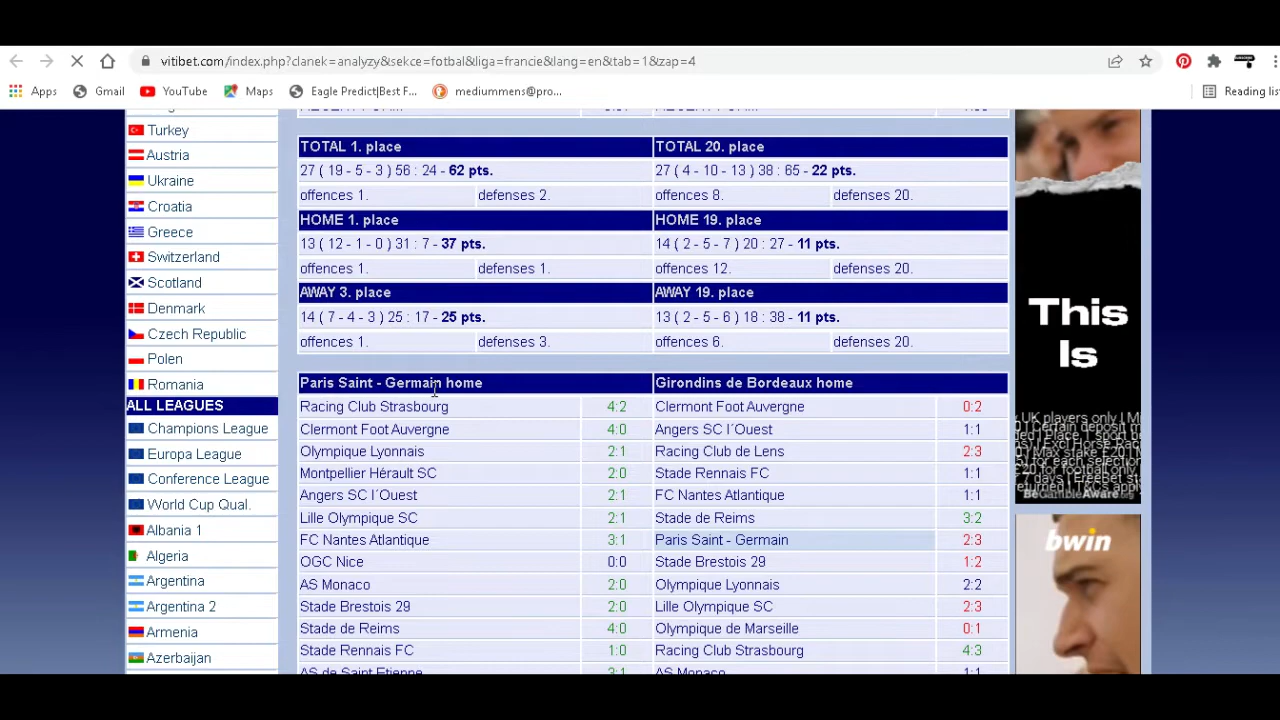 vitibet.com/index.php?clanek=analyzy&sekce=fotbal&liga=francie&lang=en&tab=1&zap=4
Apps Gmail YouTube Maps Eagle Predict|Best F... mediummens@pro... Reading list
Turkey
Austria
Ukraine
Croatia
Greece
Switzerland
Scotland
Denmark
Czech Republic
Polen
Romania
ALL LEAGUES
Champions League
Europa League
Conference League
World Cup Qual.
Albania 1
Algeria
Argentina
Argentina 2
Armenia
Azerbaijan
TOTAL 1. place TOTAL 20. place
27 ( 19 - 5 - 3 ) 56 : 24 - 62 pts. 27 ( 4 - 10 - 13 ) 38 : 65 - 22 pts.
offences 1. defenses 2. offences 8. defenses 20.
HOME 1. place HOME 19. place
13 ( 12 - 1 - 0 ) 31 : 7 - 37 pts. 14 ( 2 - 5 - 7 ) 20 : 27 - 11 pts.
offences 1. defenses 1. offences 12. defenses 20.
AWAY 3. place AWAY 19. place
14 ( 7 - 4 - 3 ) 25 : 17 - 25 pts. 13 ( 2 - 5 - 6 ) 18 : 38 - 11 pts.
offences 1. defenses 3. offences 6. defenses 20.
Paris Saint - Germain home Girondins de Bordeaux home
Racing Club Strasbourg 4:2 Clermont Foot Auvergne 0:2
Clermont Foot Auvergne 4:0 Angers SC l´Ouest 1:1
Olympique Lyonnais 2:1 Racing Club de Lens 2:3
Montpellier Hérault SC 2:0 Stade Rennais FC 1:1
Angers SC l´Ouest 2:1 FC Nantes Atlantique 1:1
Lille Olympique SC 2:1 Stade de Reims 3:2
FC Nantes Atlantique 3:1 Paris Saint - Germain 2:3
OGC Nice 0:0 Stade Brestois 29 1:2
AS Monaco 2:0 Olympique Lyonnais 2:2
Stade Brestois 29 2:0 Lille Olympique SC 2:3
Stade de Reims 4:0 Olympique de Marseille 0:1
Stade Rennais FC 1:0 Racing Club Strasbourg 4:3
AS de Saint Etienne 3:1 AS Monaco 1:1
This
Is
BeGambleAware.org
bwin